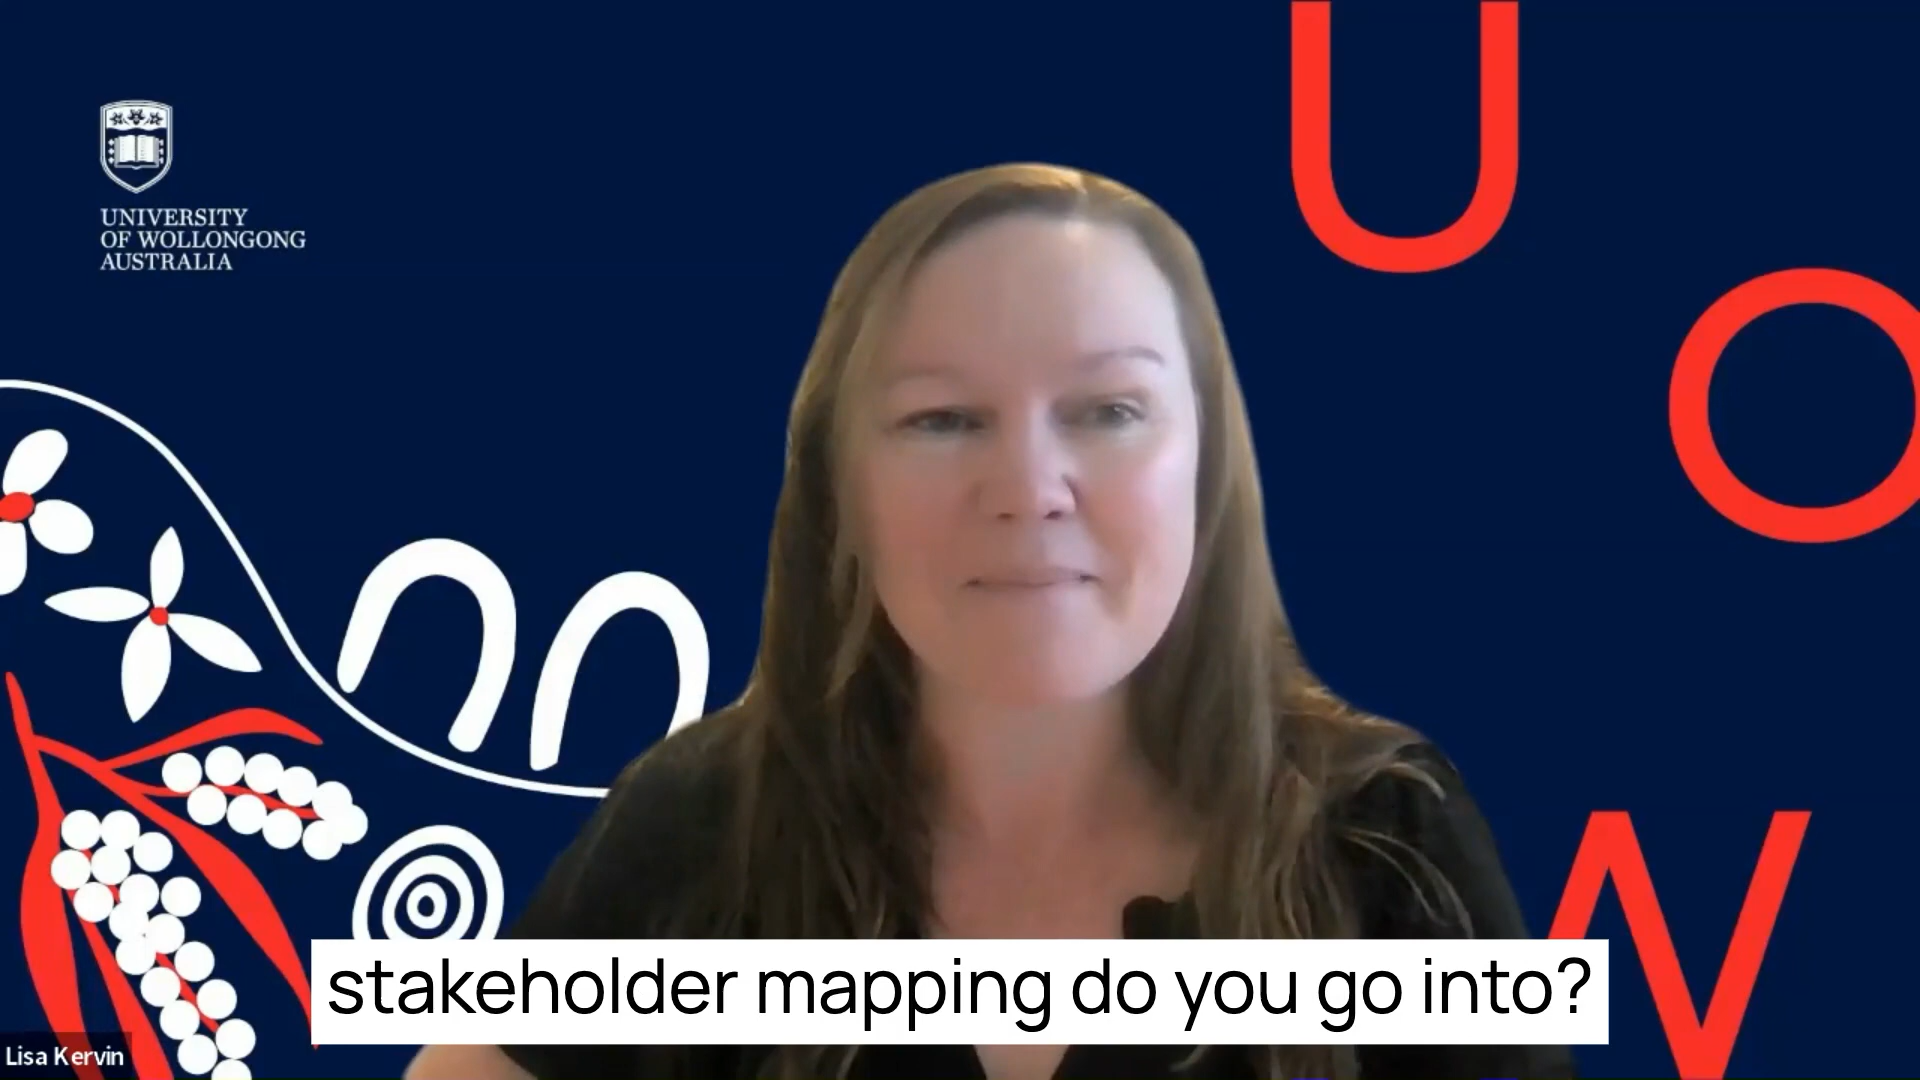 UNIVERSITY
OF WOLLONGONG
AUSTRALIA
U
O
W
stakeholder mapping do you go into?
Lisa Kervin